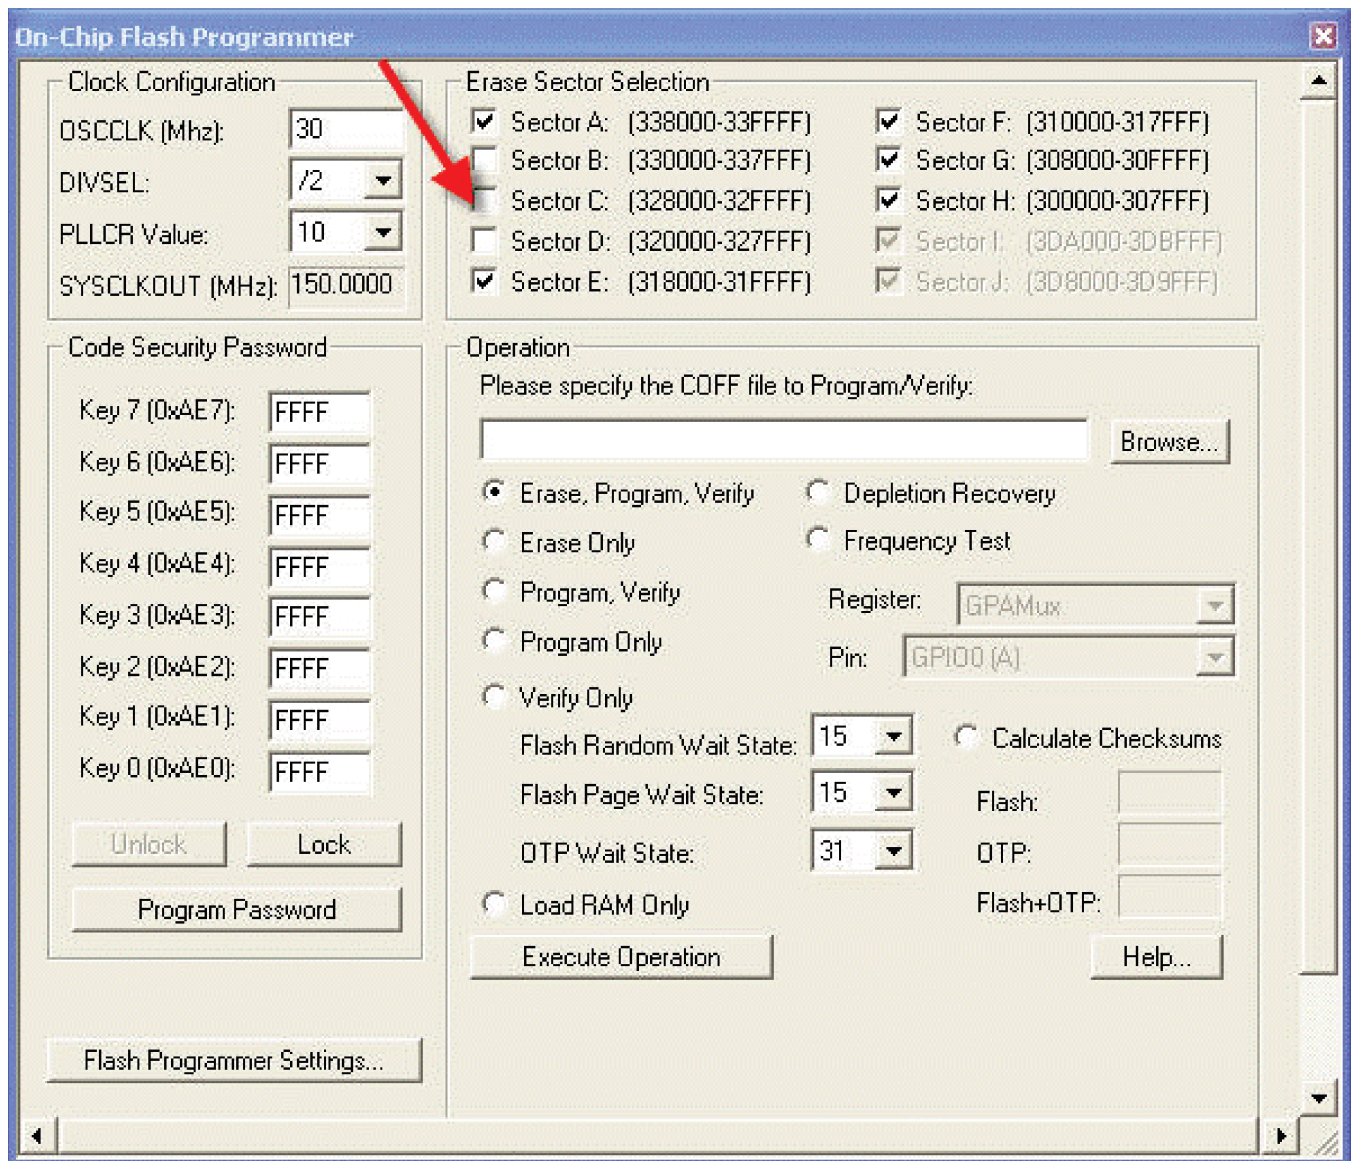 On-Chip Flash Programmer
Clock Configuration
OSCCLK (Mhz): 30
DIVSEL: /2
PLLCR Value: 10
SYSCLKOUT (MHz): 150.0000
Erase Sector Selection
Sector A: (338000-33FFFF)
Sector B: (330000-337FFF)
Sector C: (328000-32FFFF)
Sector D: (320000-327FFF)
Sector E: (318000-31FFFF)
Sector F: (310000-317FFF)
Sector G: (308000-30FFFF)
Sector H: (300000-307FFF)
Sector I: (3DA000-3DBFFF)
Sector J: (3D8000-3D9FFF)
Code Security Password
Key 7 (0xAE7): FFFF
Key 6 (0xAE6): FFFF
Key 5 (0xAE5): FFFF
Key 4 (0xAE4): FFFF
Key 3 (0xAE3): FFFF
Key 2 (0xAE2): FFFF
Key 1 (0xAE1): FFFF
Key 0 (0xAE0): FFFF
Unlock Lock
Program Password
Flash Programmer Settings...
Operation
Please specify the COFF file to Program/Verify:
Browse...
Erase, Program, Verify
Erase Only
Program, Verify
Program Only
Verify Only
Depletion Recovery
Frequency Test
Register: GPAMux
Pin: GPIO0 (A)
Flash Random Wait State: 15
Flash Page Wait State: 15
OTP Wait State: 31
Calculate Checksums
Flash:
OTP:
Flash+OTP:
Load RAM Only
Execute Operation
Help...